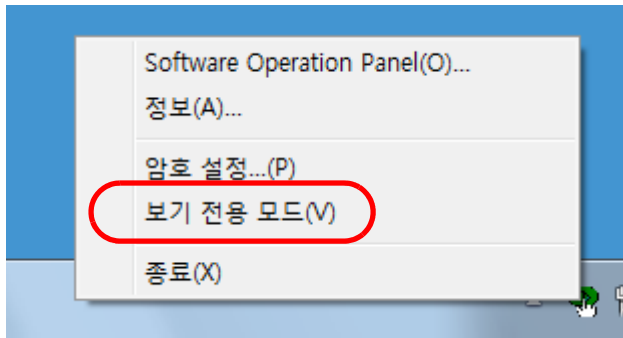 Software Operation Panel(O)...
정보(A)...
암호 설정...(P)
보기 전용 모드(V)
종료(X)